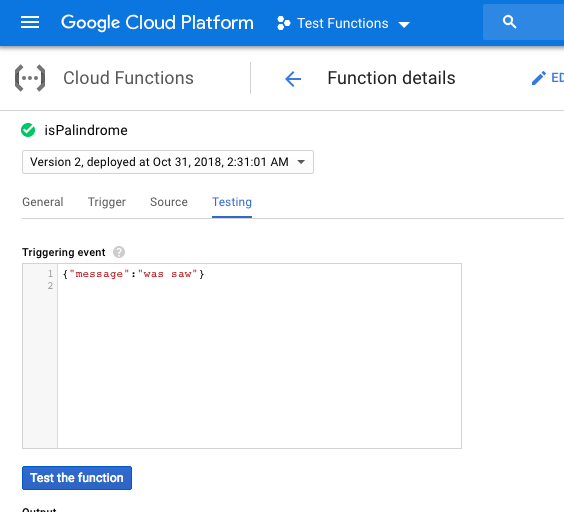 Google Cloud Platform Test Functions
Cloud Functions Function details ED
isPalindrome
Version 2, deployed at Oct 31, 2018, 2:31:01 AM
General Trigger Source Testing
Triggering event ?
1 {"message":"was saw"}
2
Test the function
Output